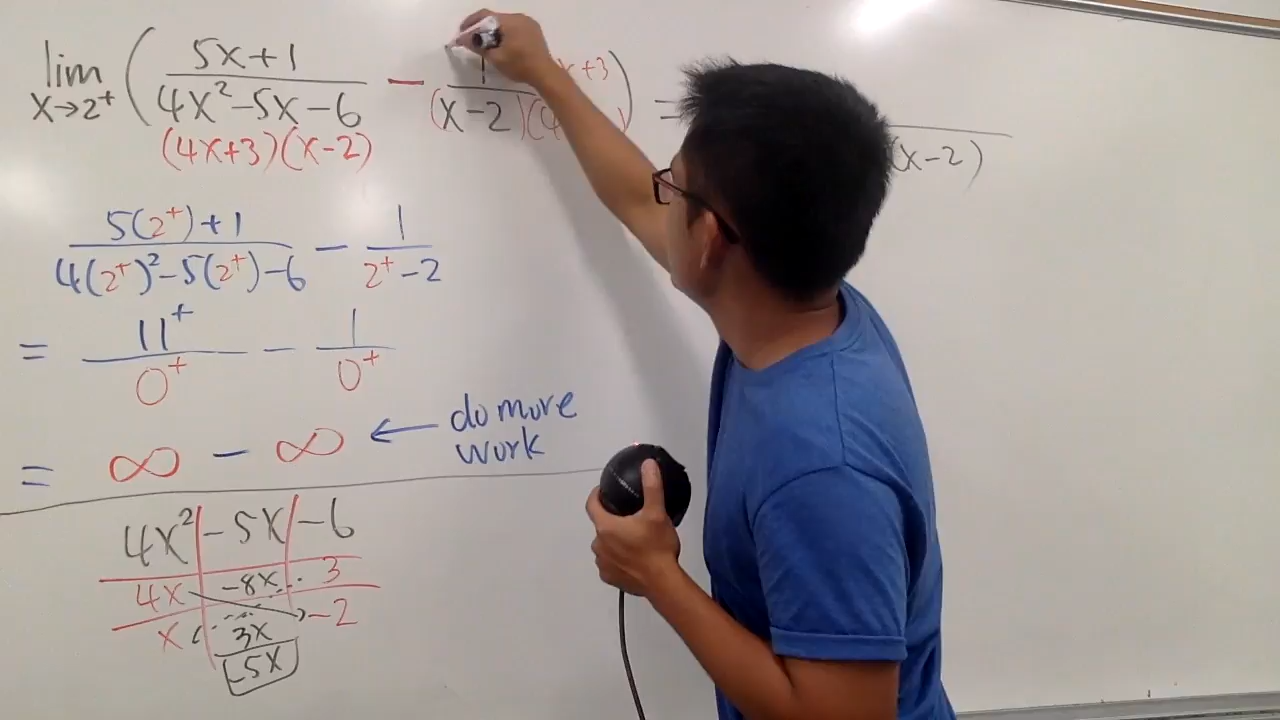 lim x→2⁺ ( (5x+1)/(4x²-5x-6) - 1/(x-2) ) =
(4x+3)(x-2)
x+3
(x-2)
(5(2⁺)+1)/(4(2⁺)²-5(2⁺)-6) - 1/(2⁺-2)
= 11⁺/0⁺ - 1/0⁺
= ∞ - ∞ ← do more
work
4x² -5x -6
4x -8x 3
x 3x -2
-5x